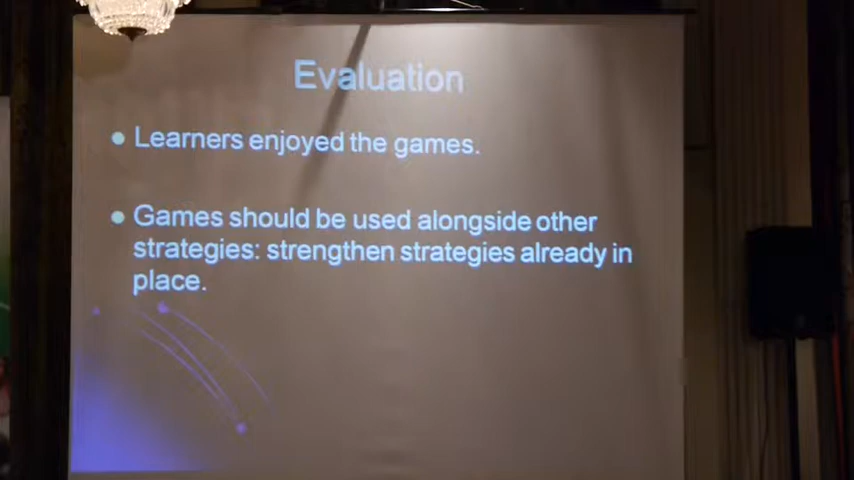 Evaluation
• Learners enjoyed the games.
• Games should be used alongside other
strategies: strengthen strategies already in
place.